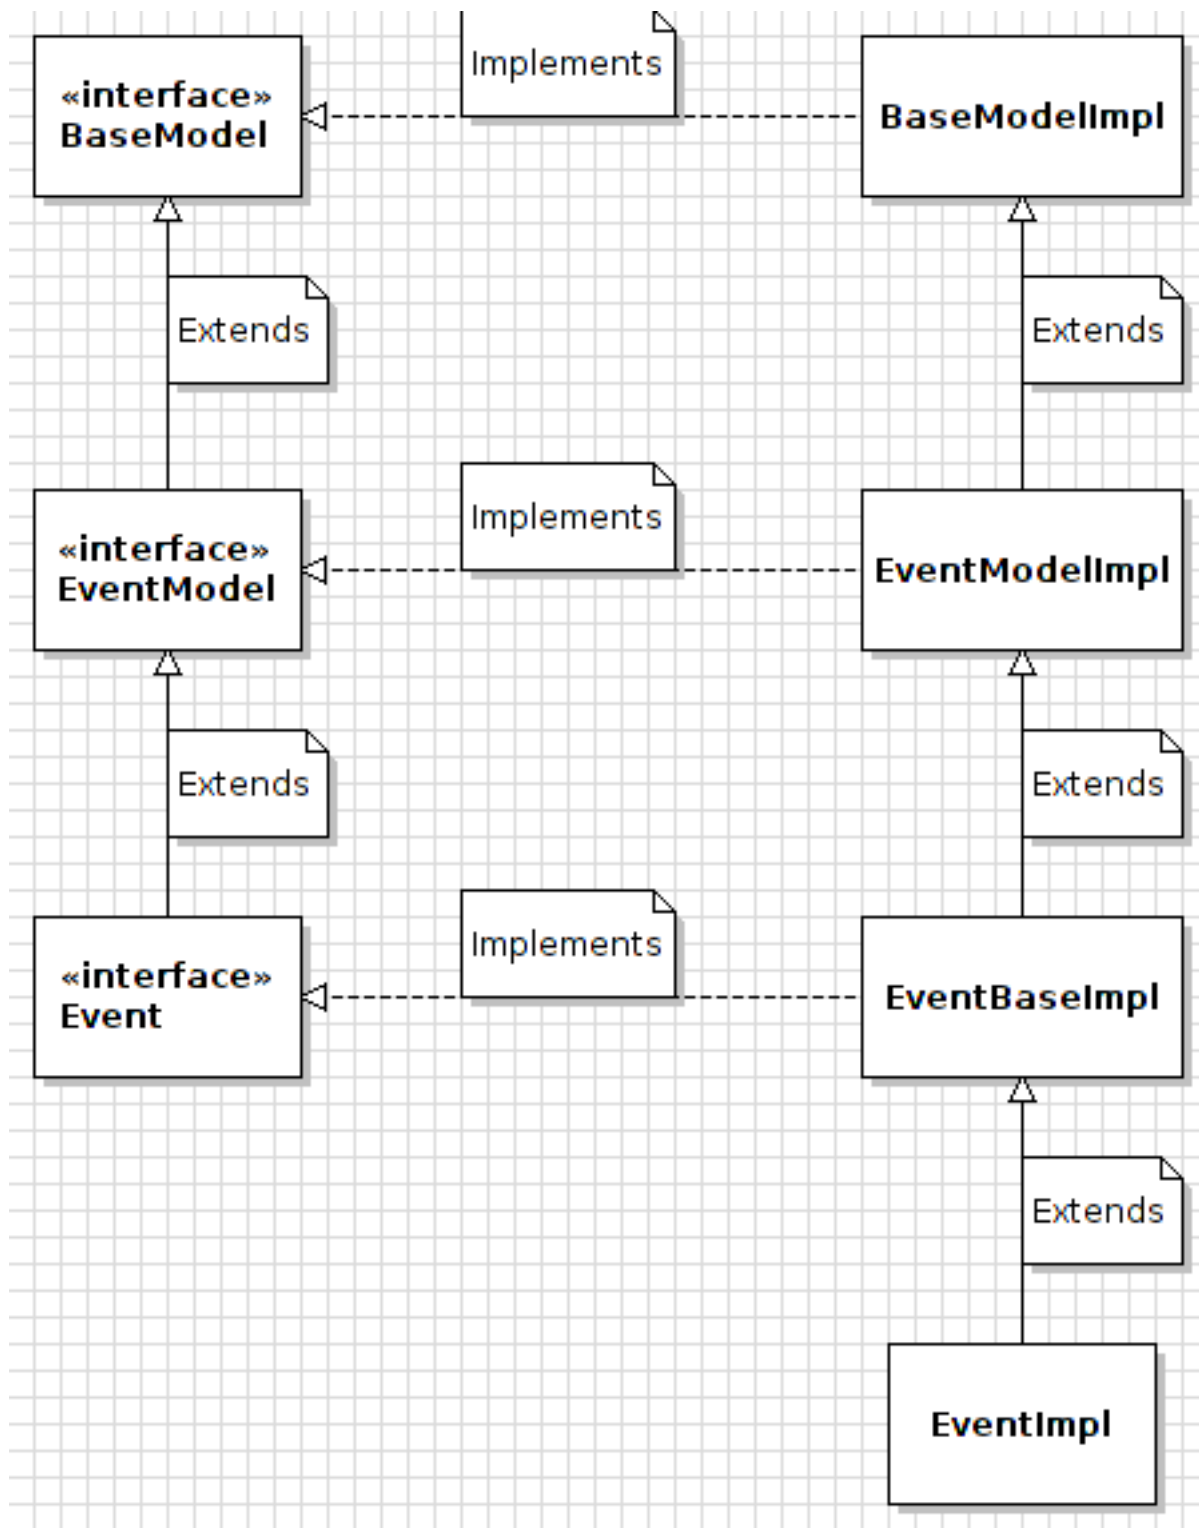 Implements
«interface»
BaseModel
BaseModelImpl
Extends
Extends
Implements
«interface»
EventModel
EventModelImpl
Extends
Extends
Implements
«interface»
Event
EventBaseImpl
Extends
EventImpl